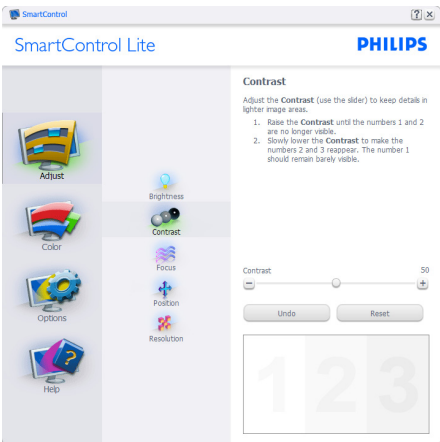 SmartControl
SmartControl Lite
PHILIPS
Adjust
Color
Options
Help
Brightness
Contrast
Focus
Position
Resolution
Contrast
Adjust the Contrast (use the slider) to keep details in
lighter image areas.
1. Raise the Contrast until the numbers 1 and 2
are no longer visible.
2. Slowly lower the Contrast to make the
numbers 2 and 3 reappear. The number 1
should remain barely visible.
Contrast 50
Undo Reset
1 2 3